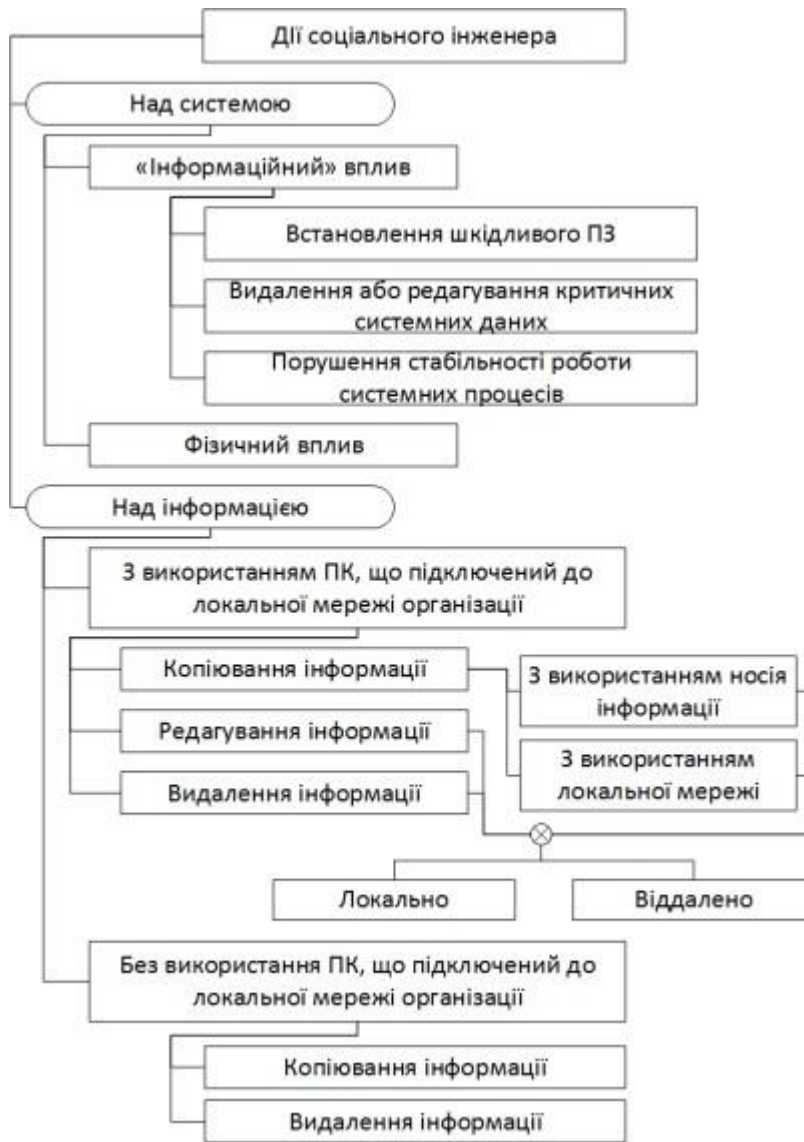 ДІЇ соціального інженера
Над системою
«Інформаційний» вплив
Встановлення шкідливого ПЗ
Видалення або редагування критичних
системних даних
Порушення стабільності роботи
системних процесів
Фізичний вплив
Над інформацією
З використанням ПК, що підключений до
локальної мережі організації
Копіювання інформації
З використанням носія
інформації
Редагування інформації
З використанням
локальної мережі
Видалення інформації
Локально
Віддалено
Без використання ПК, що підключений до
локальної мережі організації
Копіювання інформації
Видалення інформації